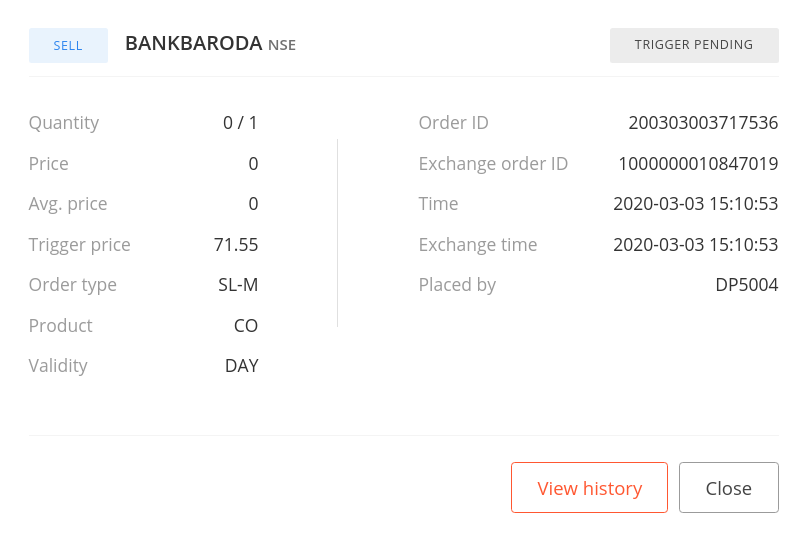 SELL BANKBARODA NSE TRIGGER PENDING
Quantity 0 / 1
Price 0
Avg. price 0
Trigger price 71.55
Order type SL-M
Product CO
Validity DAY
Order ID 200303003717536
Exchange order ID 1000000010847019
Time 2020-03-03 15:10:53
Exchange time 2020-03-03 15:10:53
Placed by DP5004
View history Close